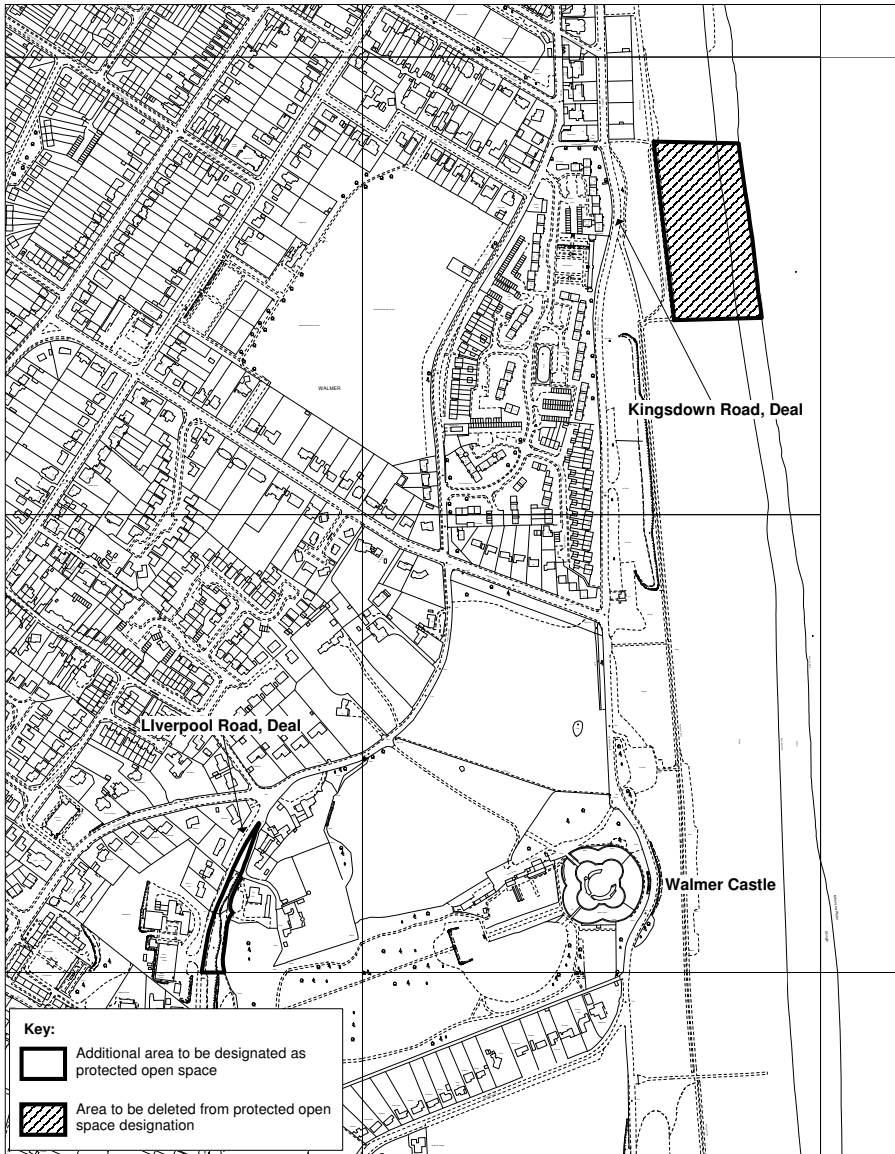 WALMER
Kingsdown Road, Deal
LIverpool Road, Deal
Walmer Castle
Key:
Additional area to be designated as
protected open space
Area to be deleted from protected open
space designation